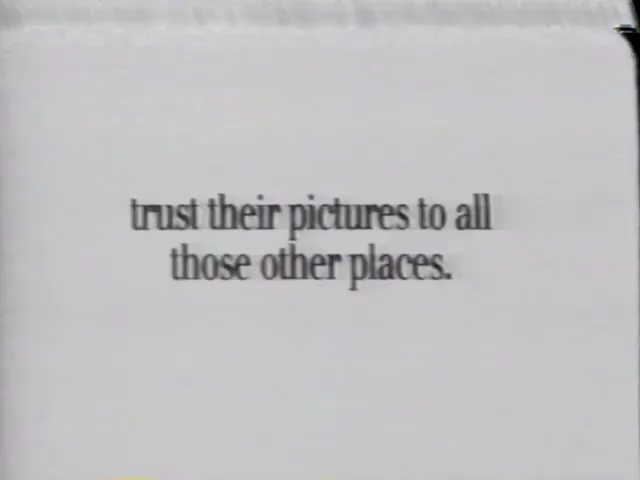 trust their pictures to all
those other places.